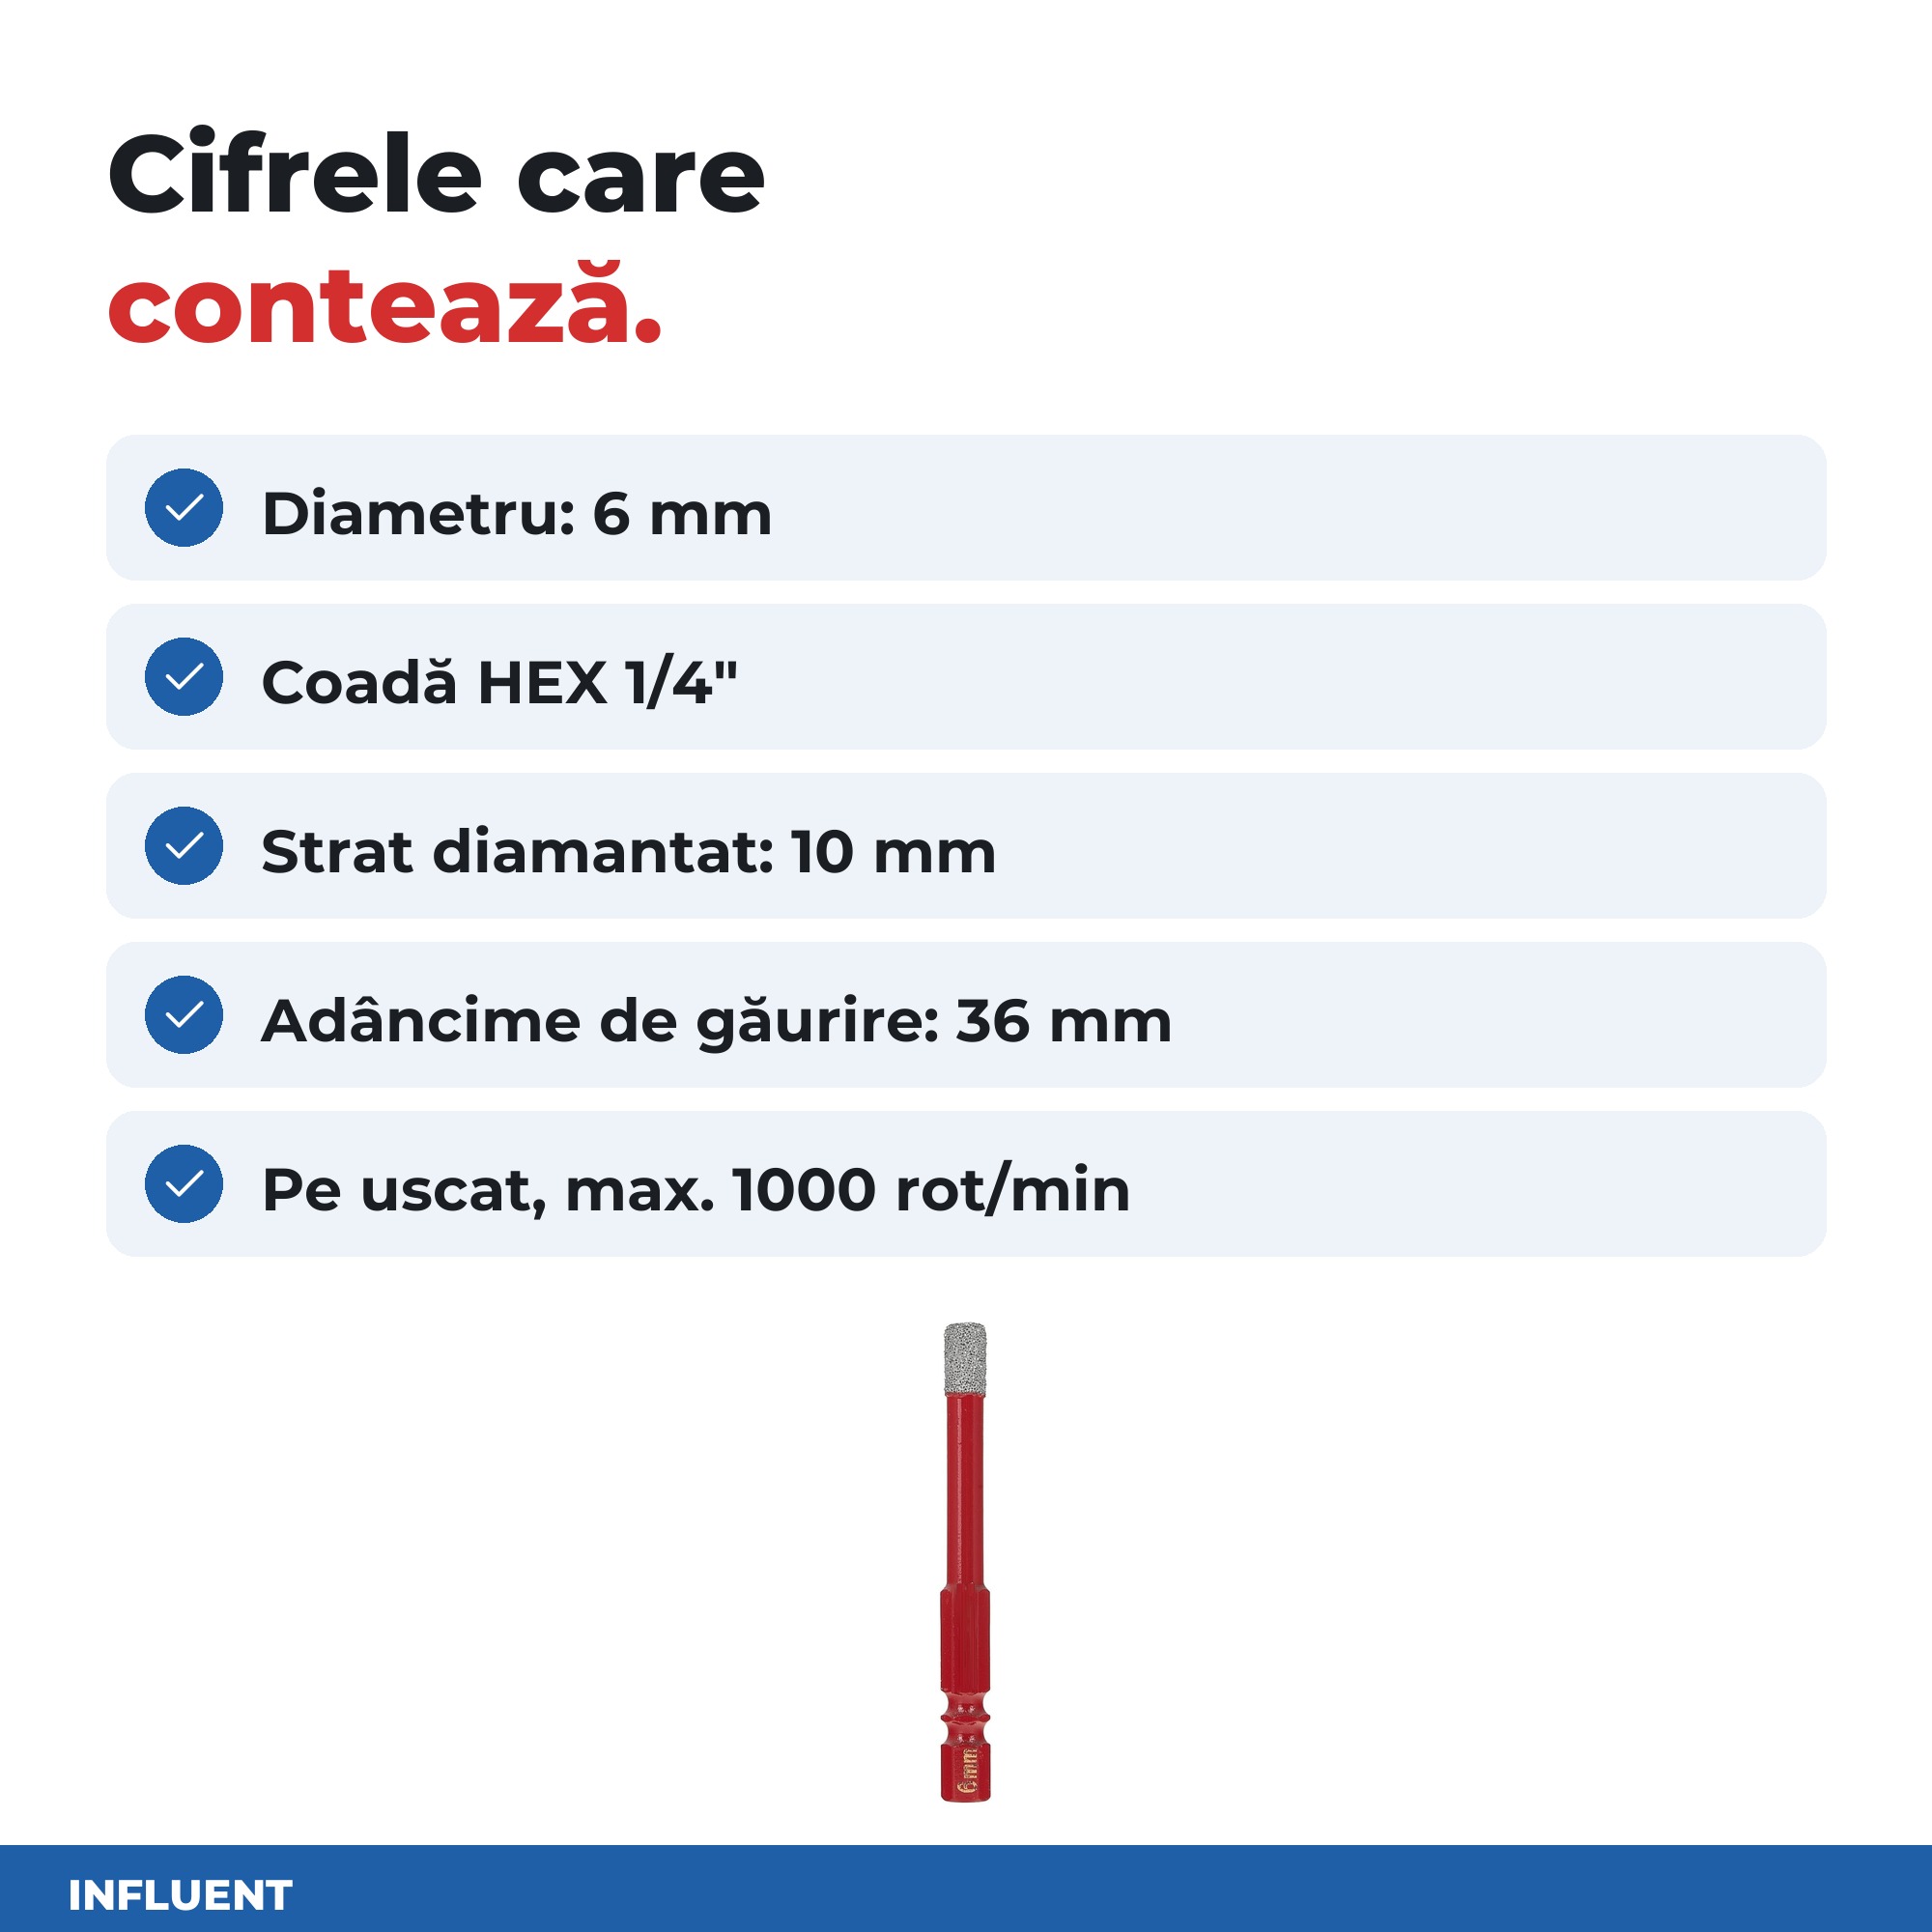 Cifrele care
contează.
Diametru: 6 mm
Coadă HEX 1/4"
Strat diamantat: 10 mm
Adâncime de găurire: 36 mm
Pe uscat, max. 1000 rot/min
6mm
INFLUENT